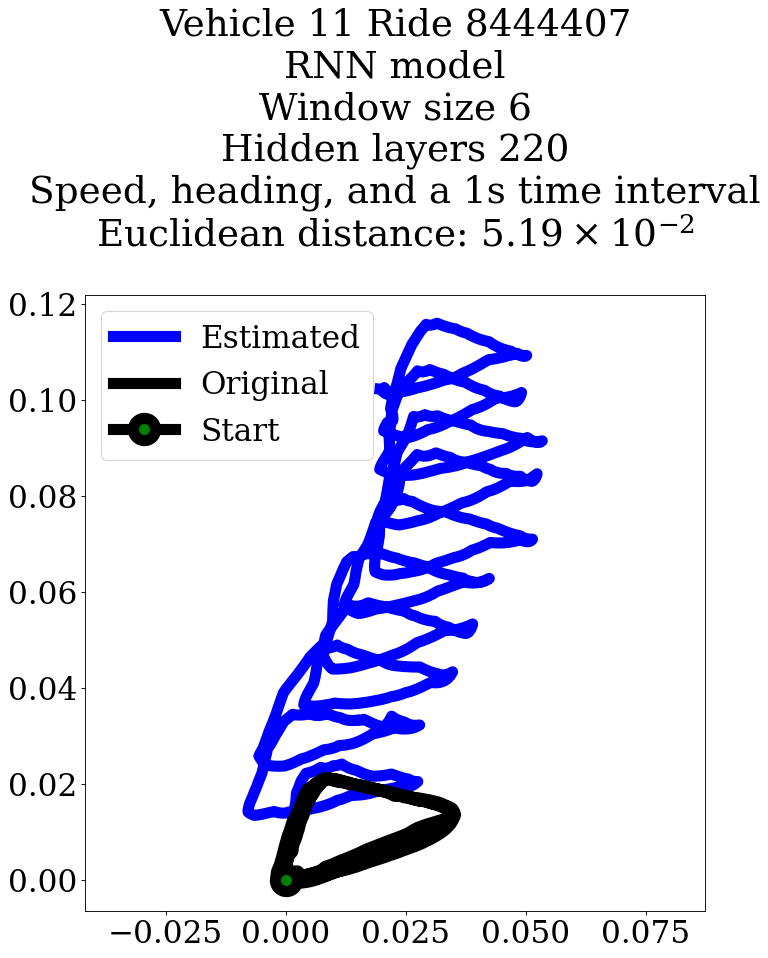 Vehicle 11 Ride 8444407
RNN model
Window size 6
Hidden layers 220
Speed, heading, and a 1s time interval
Euclidean distance: 5.19 × 10⁻²
0.12
Estimated
Original
Start
0.10
0.08
0.06
0.04
0.02
0.00
−0.025 0.000 0.025 0.050 0.075